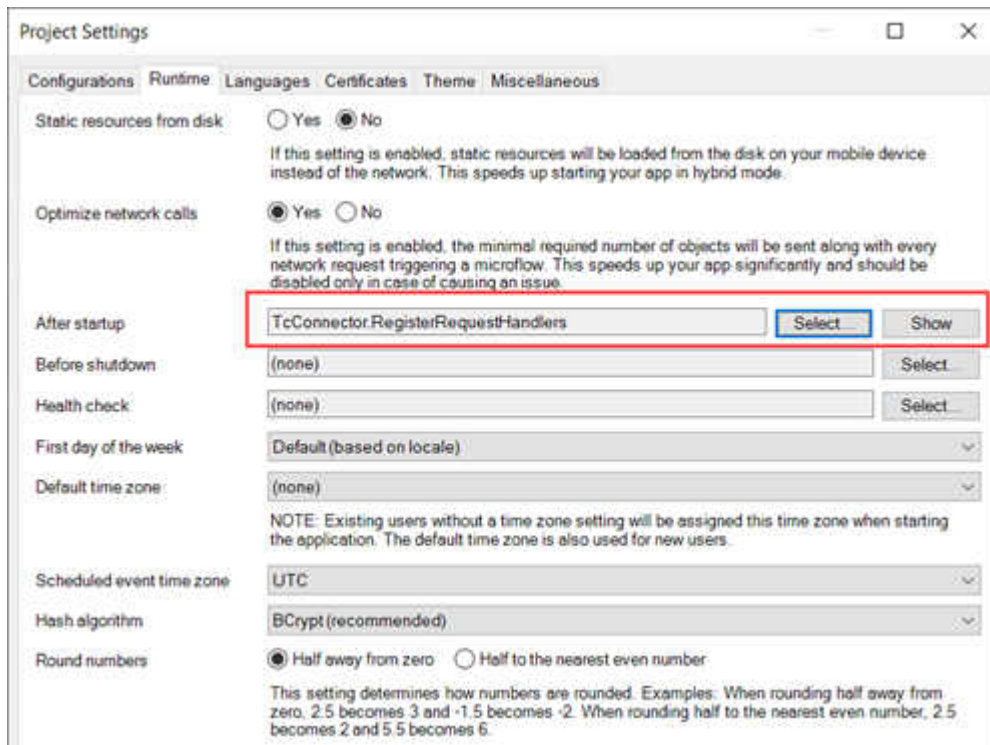 Project Settings
Configurations Runtime Languages Certificates Theme Miscellaneous
Static resources from disk Yes No
If this setting is enabled, static resources will be loaded from the disk on your mobile device
instead of the network. This speeds up starting your app in hybrid mode.
Optimize network calls Yes No
If this setting is enabled, the minimal required number of objects will be sent along with every
network request triggering a microflow. This speeds up your app significantly and should be
disabled only in case of causing an issue.
After startup TcConnector.RegisterRequestHandlers Select... Show
Before shutdown (none) Select...
Health check (none) Select...
First day of the week Default (based on locale)
Default time zone (none)
NOTE: Existing users without a time zone setting will be assigned this time zone when starting
the application. The default time zone is also used for new users.
Scheduled event time zone UTC
Hash algorithm BCrypt (recommended)
Round numbers Half away from zero Half to the nearest even number
This setting determines how numbers are rounded. Examples: When rounding half away from
zero, 2.5 becomes 3 and -1.5 becomes -2. When rounding half to the nearest even number, 2.5
becomes 2 and 5.5 becomes 6.